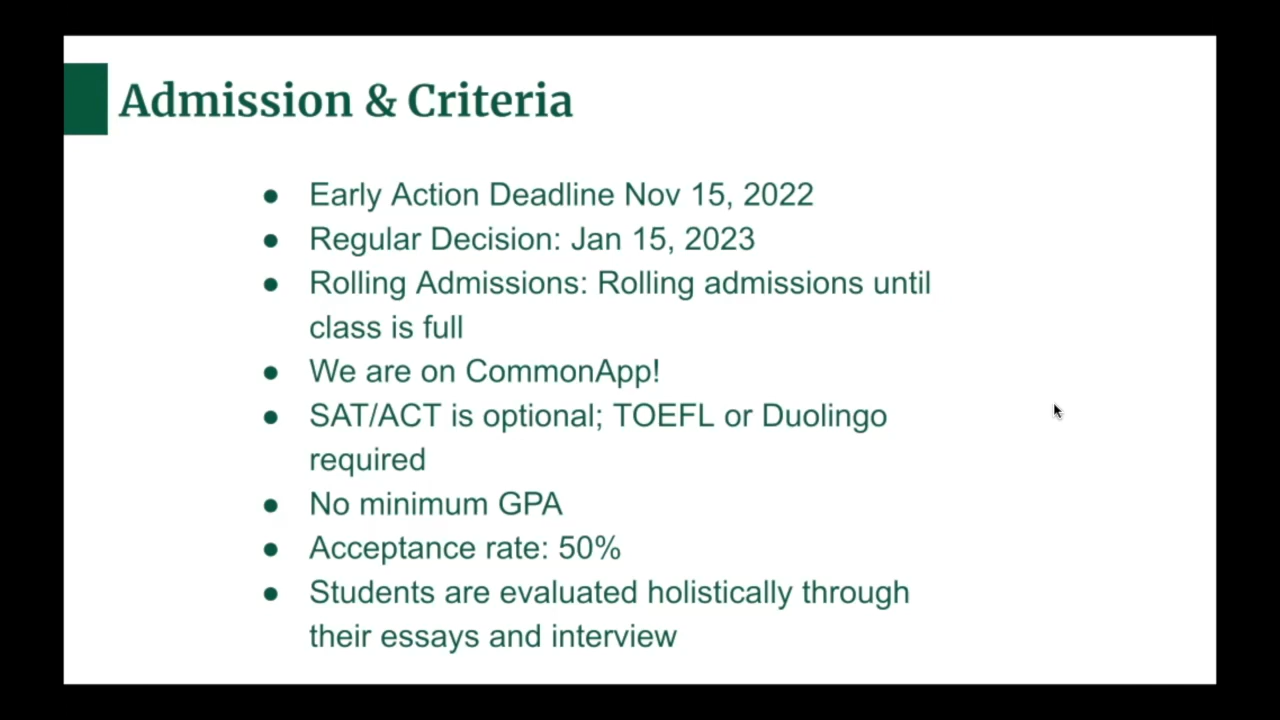 Admission & Criteria
● Early Action Deadline Nov 15, 2022
● Regular Decision: Jan 15, 2023
● Rolling Admissions: Rolling admissions until
class is full
● We are on CommonApp!
● SAT/ACT is optional; TOEFL or Duolingo
required
● No minimum GPA
● Acceptance rate: 50%
● Students are evaluated holistically through
their essays and interview